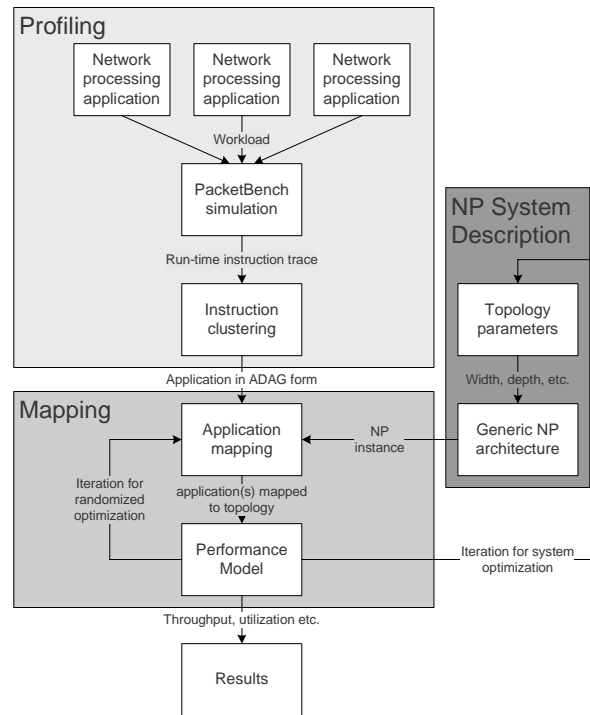 Profiling
Network
processing
application
Network
processing
application
Network
processing
application
Workload
PacketBench
simulation
Run-time instruction trace
Instruction
clustering
Application in ADAG form
NP System
Description
Topology
parameters
Width, depth, etc.
Generic NP
architecture
Mapping
Application
mapping
NP
instance
Iteration for
randomized
optimization
application(s) mapped
to topology
Performance
Model
Iteration for system
optimization
Throughput, utilization etc.
Results